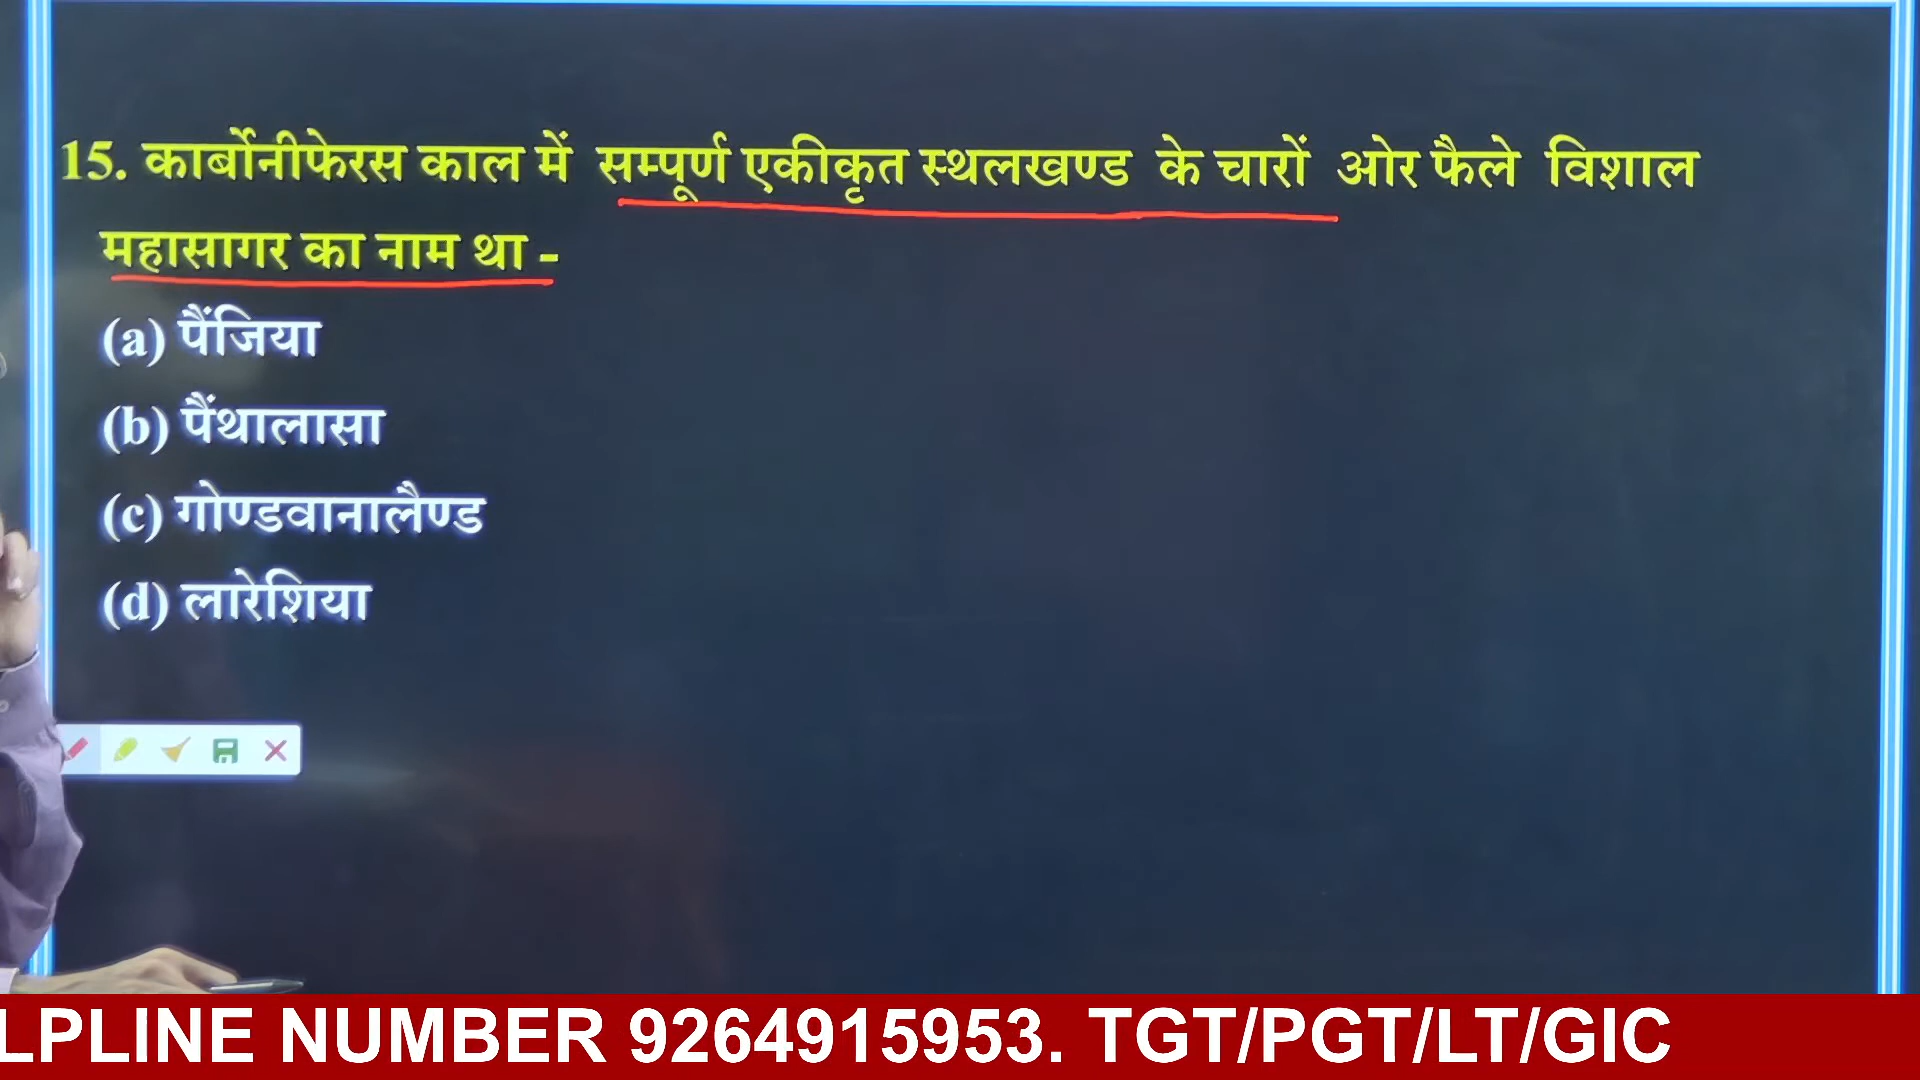 15. कार्बोनीफेरस काल में सम्पूर्ण एकीकृत स्थलखण्ड के चारों ओर फैले विशाल
महासागर का नाम था -
(a) पैंजिया
(b) पैंथालासा
(c) गोण्डवानालैण्ड
(d) लारेशिया
LPLINE NUMBER 9264915953. TGT/PGT/LT/GIC